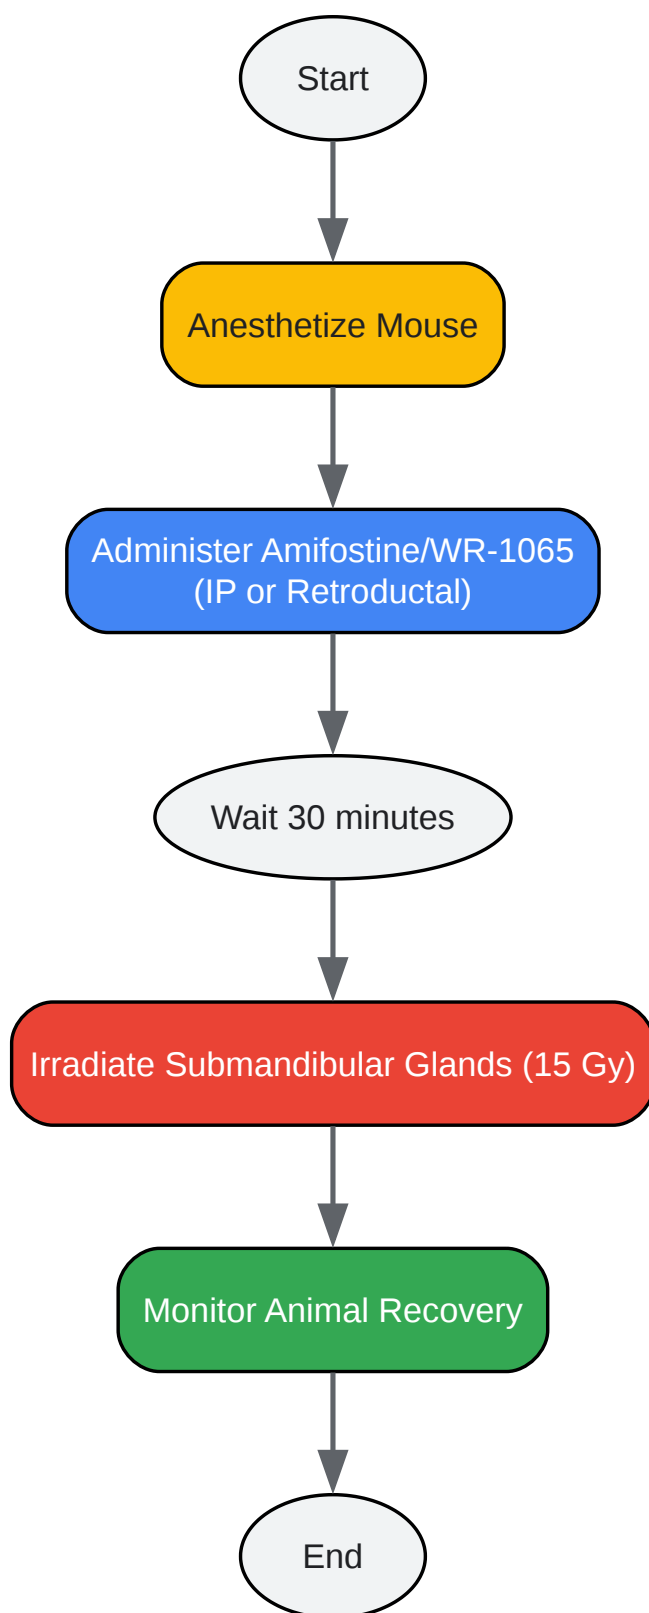 Start
Anesthetize Mouse
Administer Amifostine/WR-1065
(IP or Retroductal)
Wait 30 minutes
Irradiate Submandibular Glands (15 Gy)
Monitor Animal Recovery
End